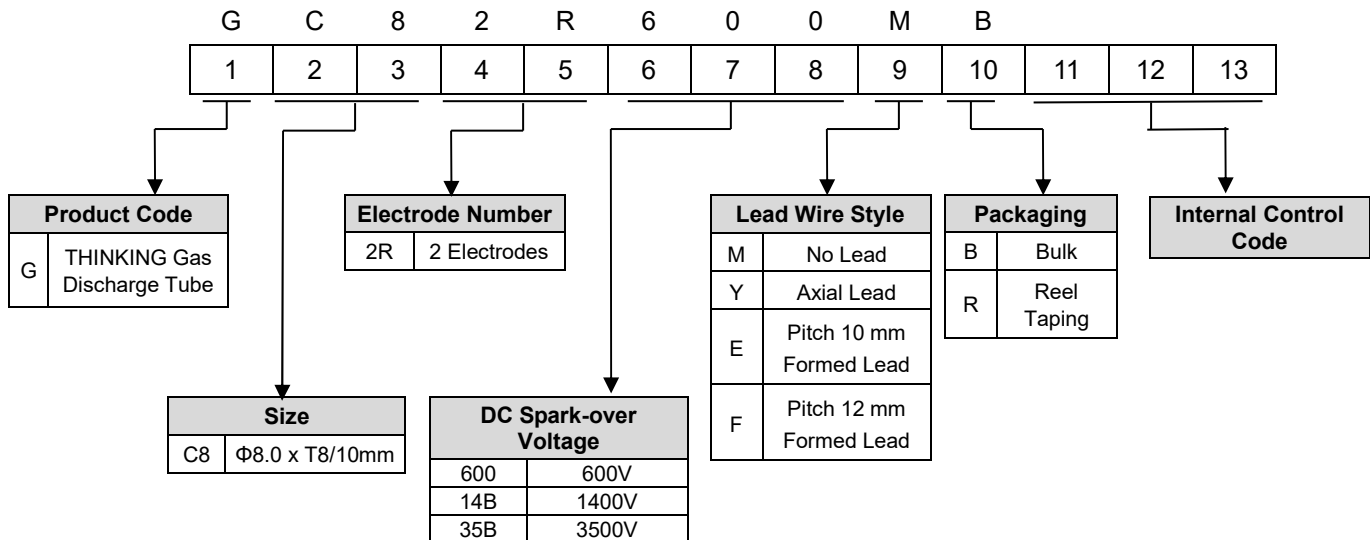 G C 8 2 R 6 0 0 M B
1 2 3 4 5 6 7 8 9 10 11 12 13
Product Code
G THINKING Gas
Discharge Tube
Electrode Number
2R 2 Electrodes
Lead Wire Style
M No Lead
Y Axial Lead
E Pitch 10 mm
Formed Lead
F Pitch 12 mm
Formed Lead
Packaging
B Bulk
R Reel
Taping
Internal Control
Code
Size
C8 Φ8.0 x T8/10mm
DC Spark-over
Voltage
600 600V
14B 1400V
35B 3500V